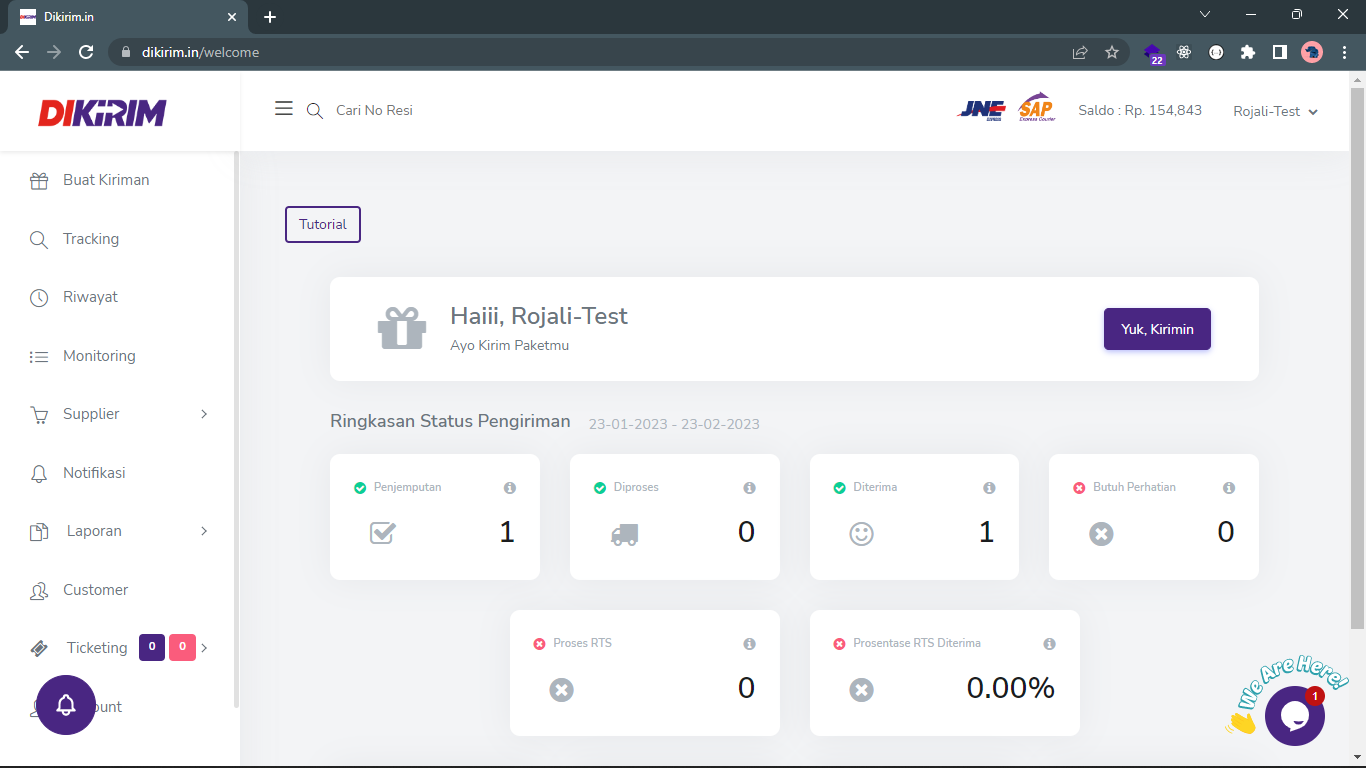 Dikirim.in
dikirim.in/welcome
22
DIKIRIM
Cari No Resi
JNE
EXPRESS
SAP
Express Courier
Saldo : Rp. 154,843
Rojali-Test
Buat Kiriman
Tracking
Riwayat
Monitoring
Supplier
Notifikasi
Laporan
Customer
Ticketing 0 0
ount
Tutorial
Haiii, Rojali-Test
Ayo Kirim Paketmu
Yuk, Kirimin
Ringkasan Status Pengiriman 23-01-2023 - 23-02-2023
Penjemputan
1
Diproses
0
Diterima
1
Butuh Perhatian
0
Proses RTS
0
Prosentase RTS Diterima
0.00%
We Are Here!
1